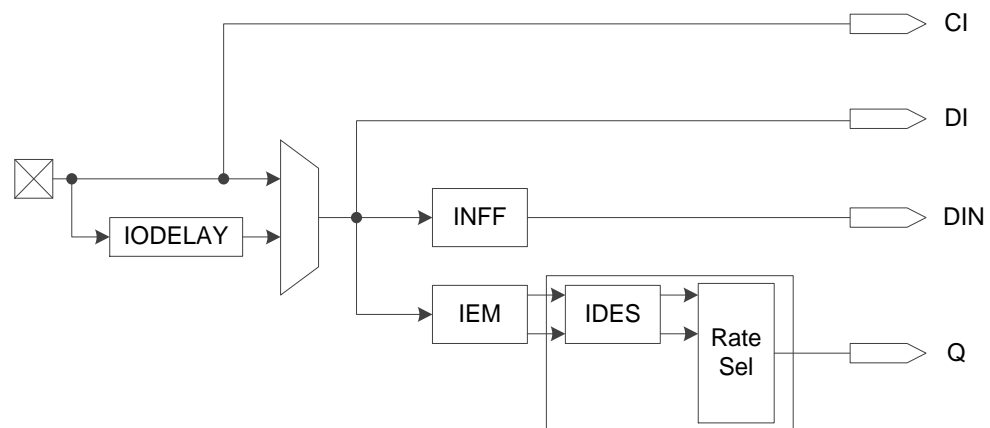 CI
DI
IODELAY
INFF
DIN
IEM
IDES
Rate
Sel
Q